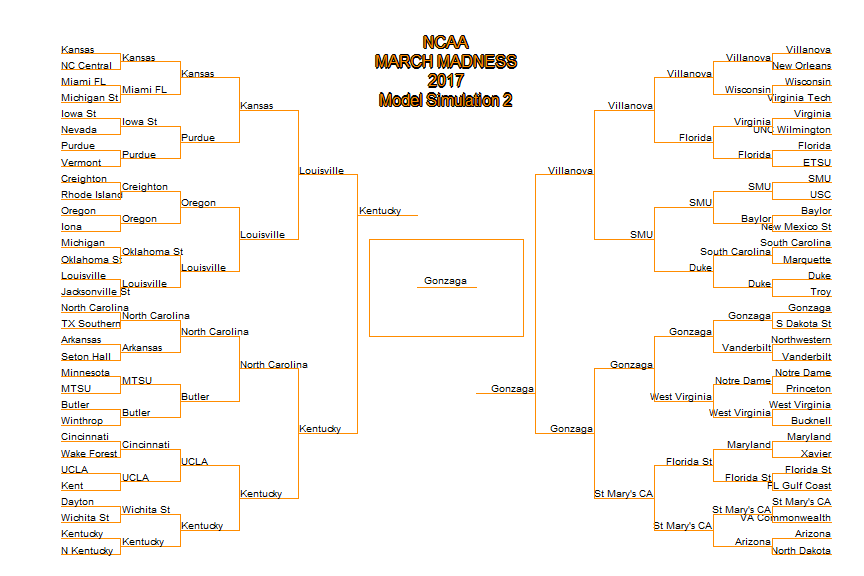 NCAA
MARCH MADNESS
2017
Model Simulation 2
Kansas
NC Central
Miami FL
Michigan St
Iowa St
Nevada
Purdue
Vermont
Creighton
Rhode Island
Oregon
Iona
Michigan
Oklahoma St
Louisville
Jacksonville St
North Carolina
TX Southern
Arkansas
Seton Hall
Minnesota
MTSU
Butler
Winthrop
Cincinnati
Wake Forest
UCLA
Kent
Dayton
Wichita St
Kentucky
N Kentucky
Kansas
Miami FL
Iowa St
Purdue
Creighton
Oregon
Oklahoma St
Louisville
North Carolina
Arkansas
MTSU
Butler
Cincinnati
UCLA
Wichita St
Kentucky
Kansas
Purdue
Oregon
Louisville
North Carolina
Butler
UCLA
Kentucky
Kansas
Louisville
North Carolina
Kentucky
Louisville
Kentucky
Kentucky
Gonzaga
Gonzaga
Villanova
Gonzaga
Villanova
SMU
Gonzaga
St Mary's CA
Villanova
Florida
SMU
Duke
Gonzaga
West Virginia
Florida St
St Mary's CA
Villanova
Wisconsin
Virginia
Florida
SMU
Baylor
South Carolina
Duke
Gonzaga
Vanderbilt
Notre Dame
West Virginia
Maryland
Florida St
St Mary's CA
Arizona
Villanova
New Orleans
Wisconsin
Virginia Tech
Virginia
UNC Wilmington
Florida
ETSU
SMU
USC
Baylor
New Mexico St
South Carolina
Marquette
Duke
Troy
Gonzaga
S Dakota St
Northwestern
Vanderbilt
Notre Dame
Princeton
West Virginia
Bucknell
Maryland
Xavier
Florida St
FL Gulf Coast
St Mary's CA
VA Commonwealth
Arizona
North Dakota